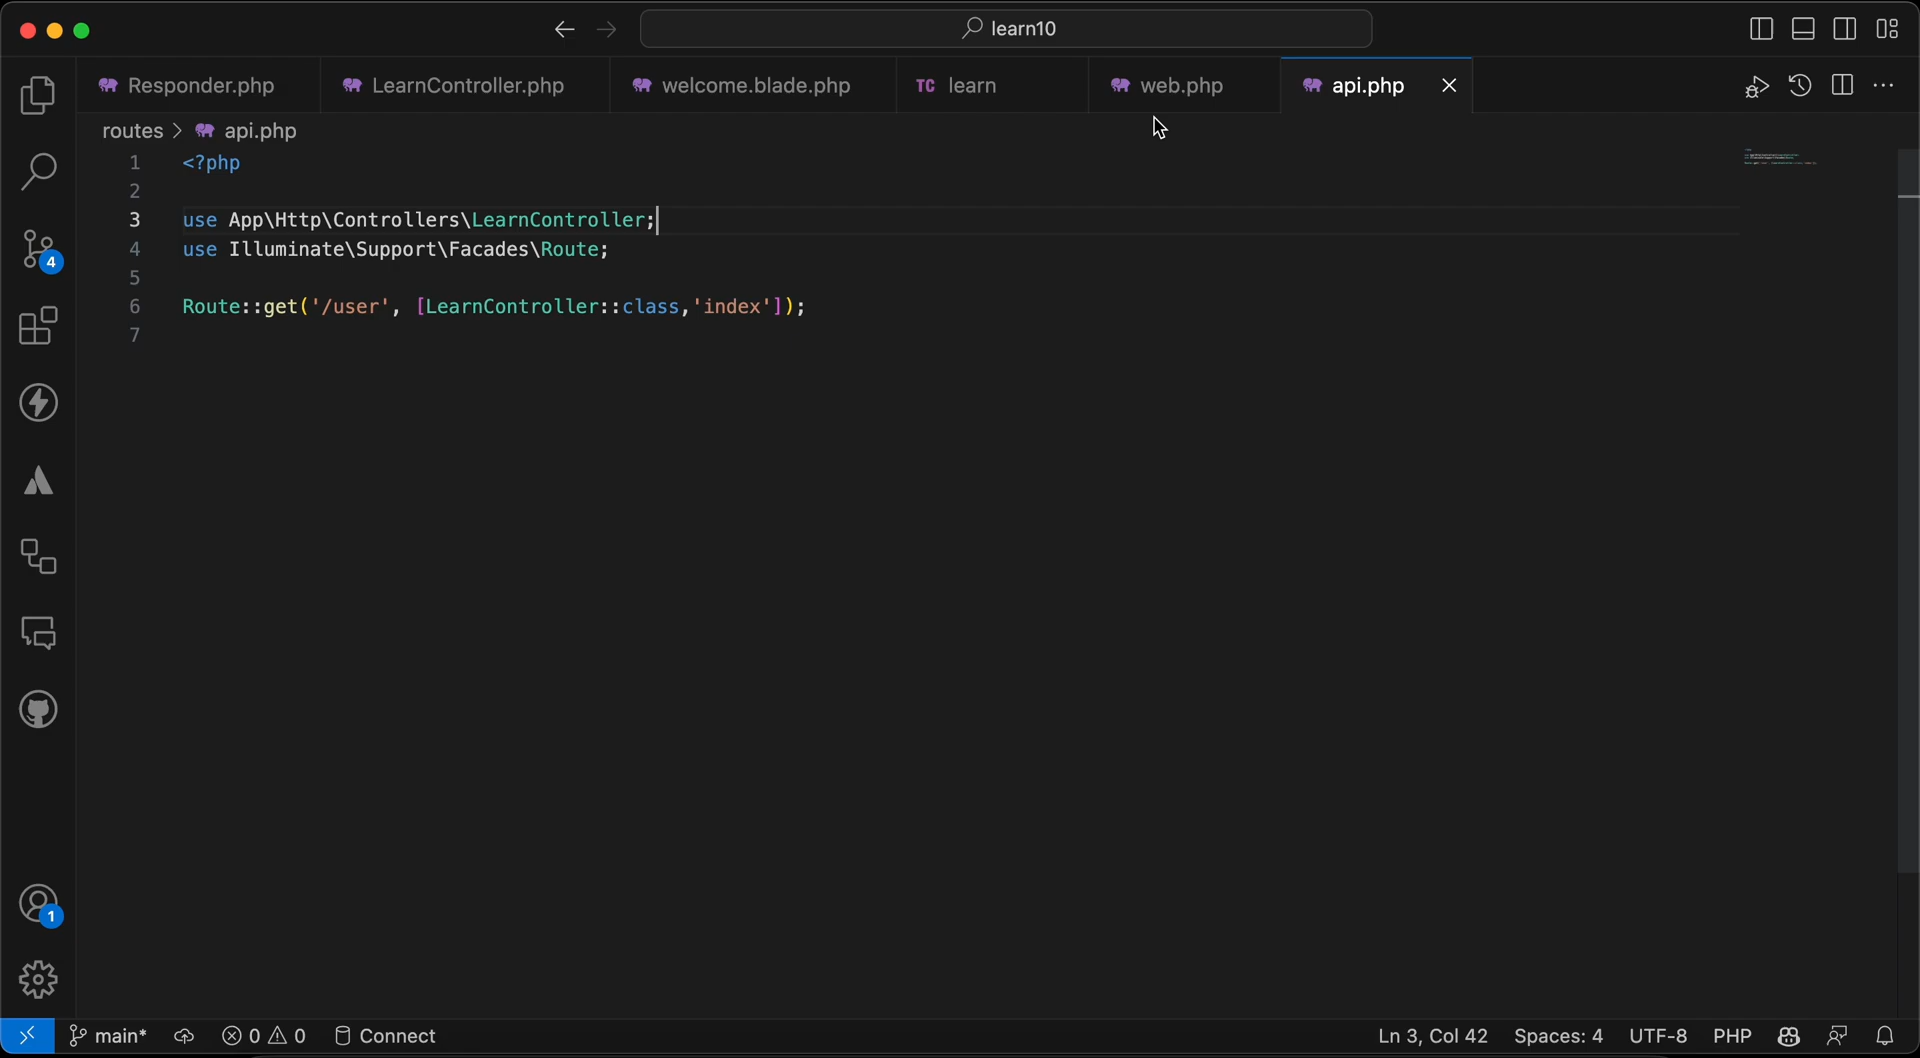 learn10
Responder.php LearnController.php welcome.blade.php TC learn web.php api.php
routes > api.php
1 <?php
2
3 use App\Http\Controllers\LearnController;
4 use Illuminate\Support\Facades\Route;
5
6 Route::get('/user', [LearnController::class,'index']);
7
4
1
main* 0 0 Connect Ln 3, Col 42 Spaces: 4 UTF-8 PHP